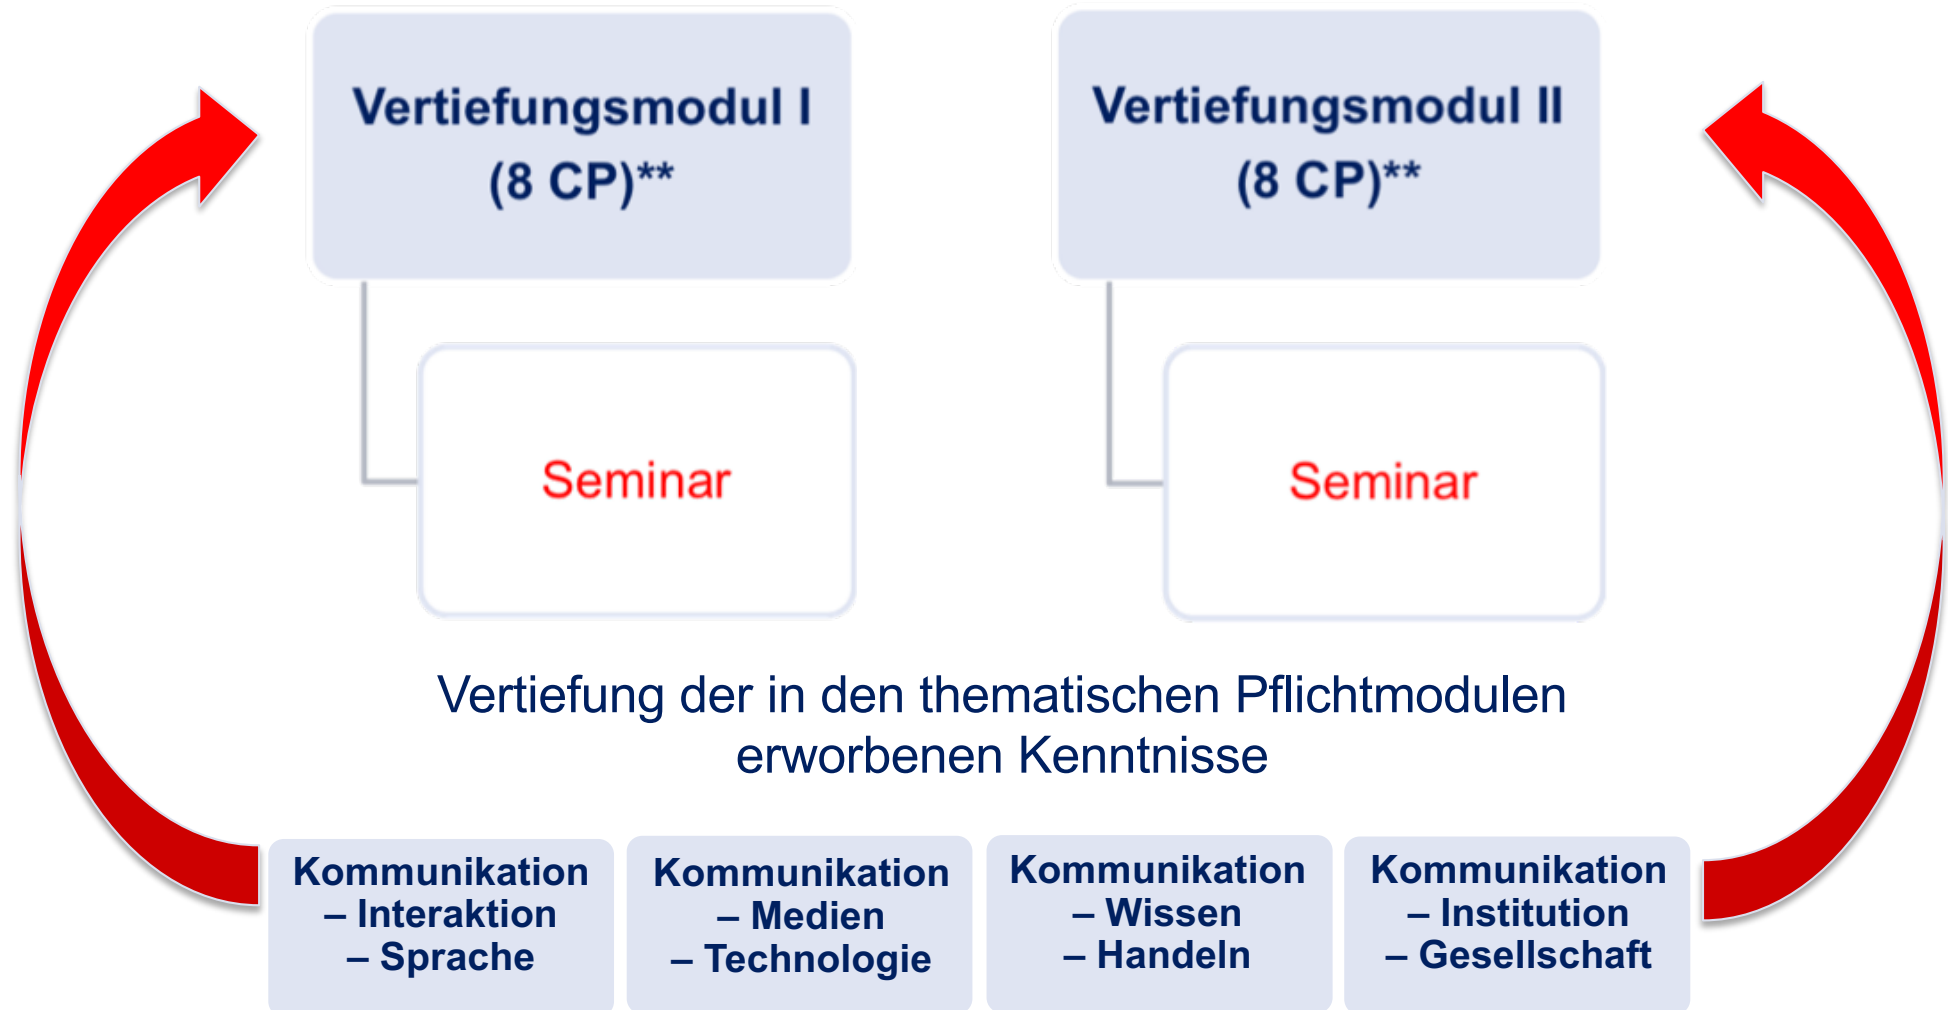 Vertiefungsmodul I
(8 CP)**
Vertiefungsmodul II
(8 CP)**
Seminar
Seminar
Vertiefung der in den thematischen Pflichtmodulen
erworbenen Kenntnisse
Kommunikation
– Interaktion
– Sprache
Kommunikation
– Medien
– Technologie
Kommunikation
– Wissen
– Handeln
Kommunikation
– Institution
– Gesellschaft